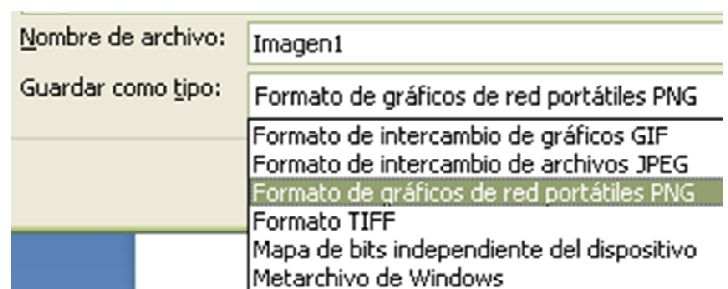 Nombre de archivo: Imagen1
Guardar como tipo: Formato de gráficos de red portátiles PNG
Formato de intercambio de gráficos GIF
Formato de intercambio de archivos JPEG
Formato de gráficos de red portátiles PNG
Formato TIFF
Mapa de bits independiente del dispositivo
Metarchivo de Windows